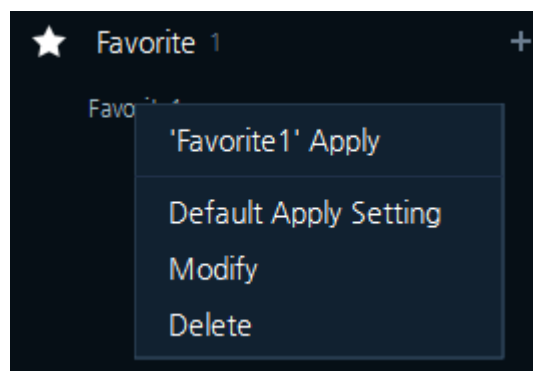 Favorite 1
'Favorite1' Apply
Default Apply Setting
Modify
Delete